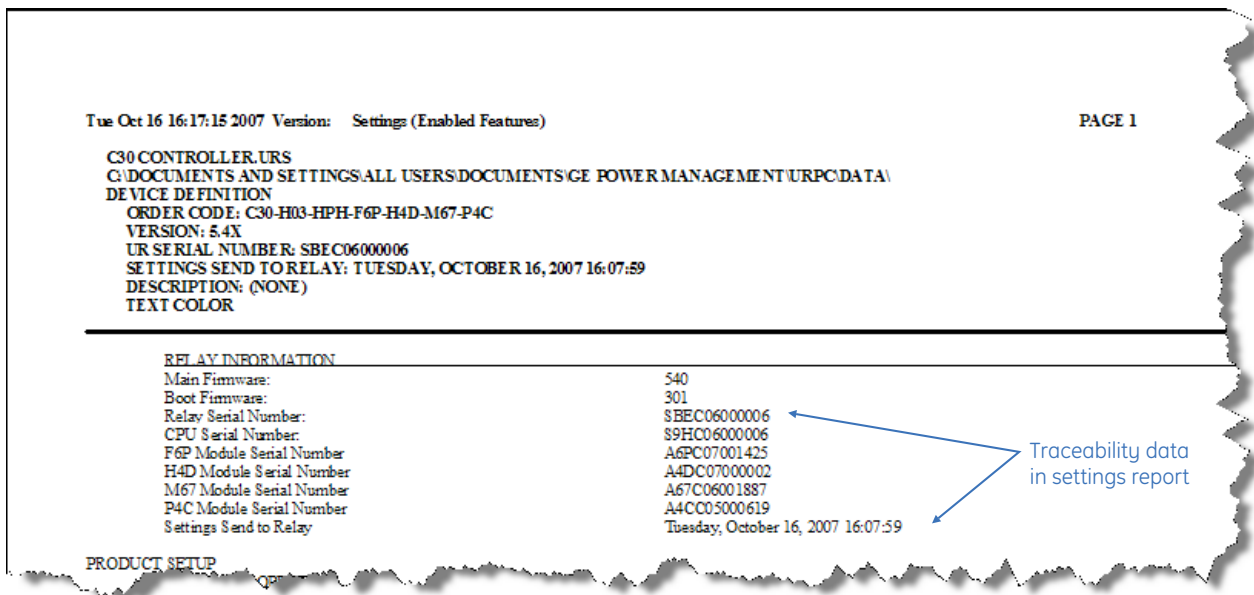 Tue Oct 16 16:17:15 2007 Version: Settings (Enabled Features) PAGE 1
C30 CONTROLLER.URS
C:\DOCUMENTS AND SETTINGS\ALL USERS\DOCUMENTS\GE POWER MANAGEMENT\URPC\DATA\
DEVICE DEFINITION
ORDER CODE: C30-H03-HPH-F6P-H4D-M67-P4C
VERSION: 5.4X
UR SERIAL NUMBER: SBEC06000006
SETTINGS SEND TO RELAY: TUESDAY, OCTOBER 16, 2007 16:07:59
DESCRIPTION: (NONE)
TEXT COLOR
RELAY INFORMATION
Main Firmware: 540
Boot Firmware: 301
Relay Serial Number: SBEC06000006
CPU Serial Number: S9HC06000006
F6P Module Serial Number A6PC07001425
H4D Module Serial Number A4DC07000002
M67 Module Serial Number A67C06001887
P4C Module Serial Number A4CC05000619
Settings Send to Relay Tuesday, October 16, 2007 16:07:59
Traceability data
in settings report
PRODUCT SETUP